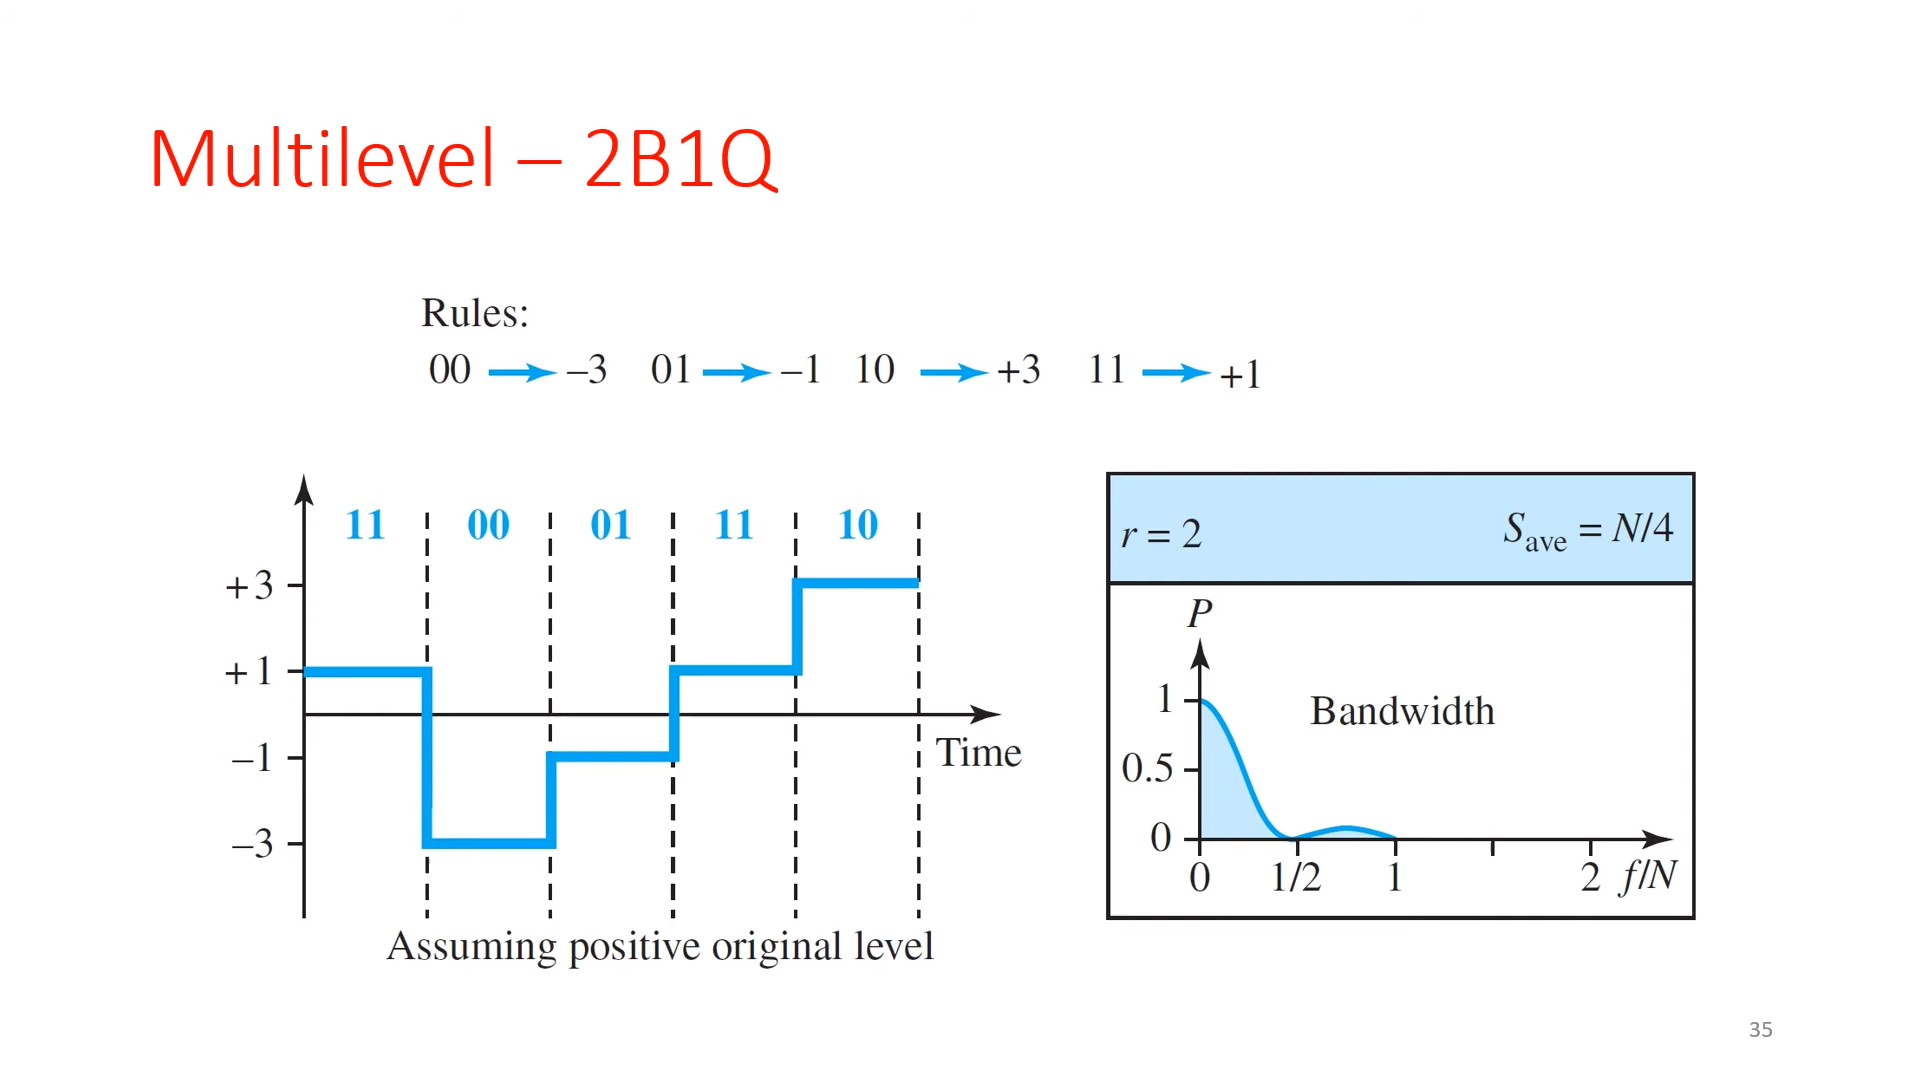 Multilevel – 2B1Q
Rules:
00 → –3 01 → –1 10 → +3 11 → +1
11 00 01 11 10
+3
+1
–1
–3
Time
Assuming positive original level
r = 2 Save = N/4
P
1
Bandwidth
0.5
0
0 1/2 1 2 f/N
35